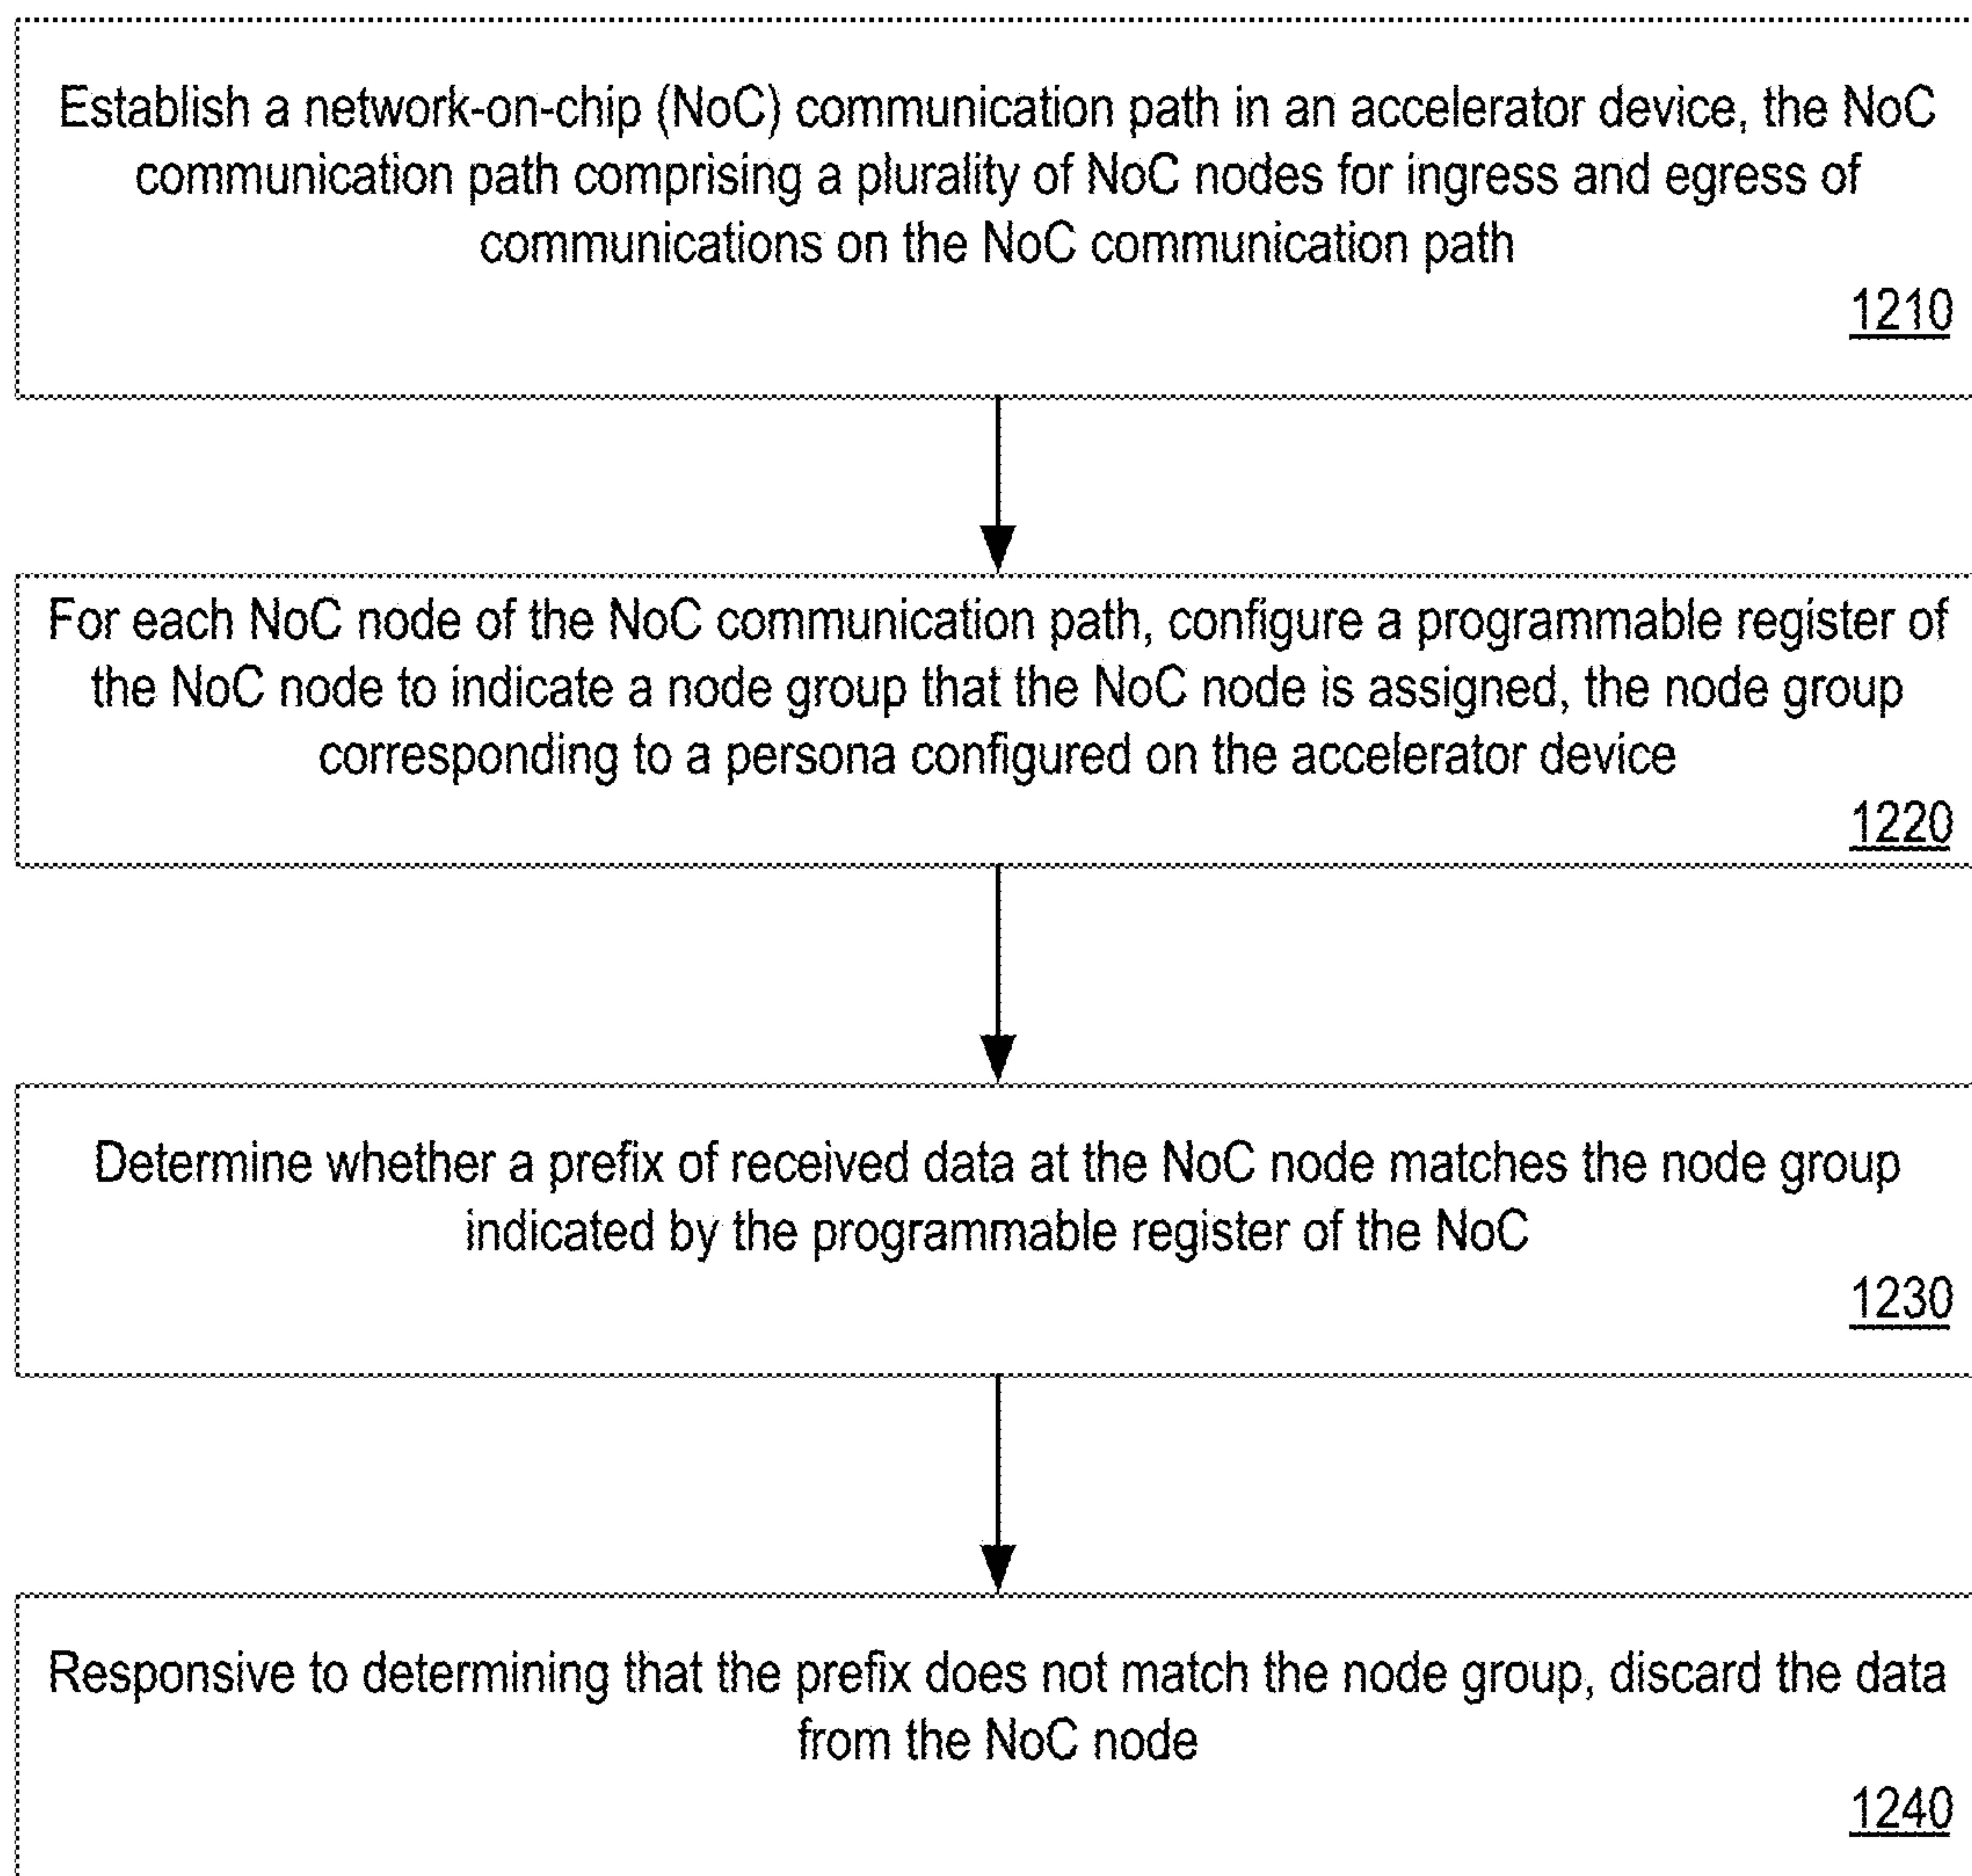 Establish a network-on-chip (NoC) communication path in an accelerator device, the NoC
communication path comprising a plurality of NoC nodes for ingress and egress of
communications on the NoC communication path
1210
For each NoC node of the NoC communication path, configure a programmable register of
the NoC node to indicate a node group that the NoC node is assigned, the node group
corresponding to a persona configured on the accelerator device
1220
Determine whether a prefix of received data at the NoC node matches the node group
indicated by the programmable register of the NoC
1230
Responsive to determining that the prefix does not match the node group, discard the data
from the NoC node
1240